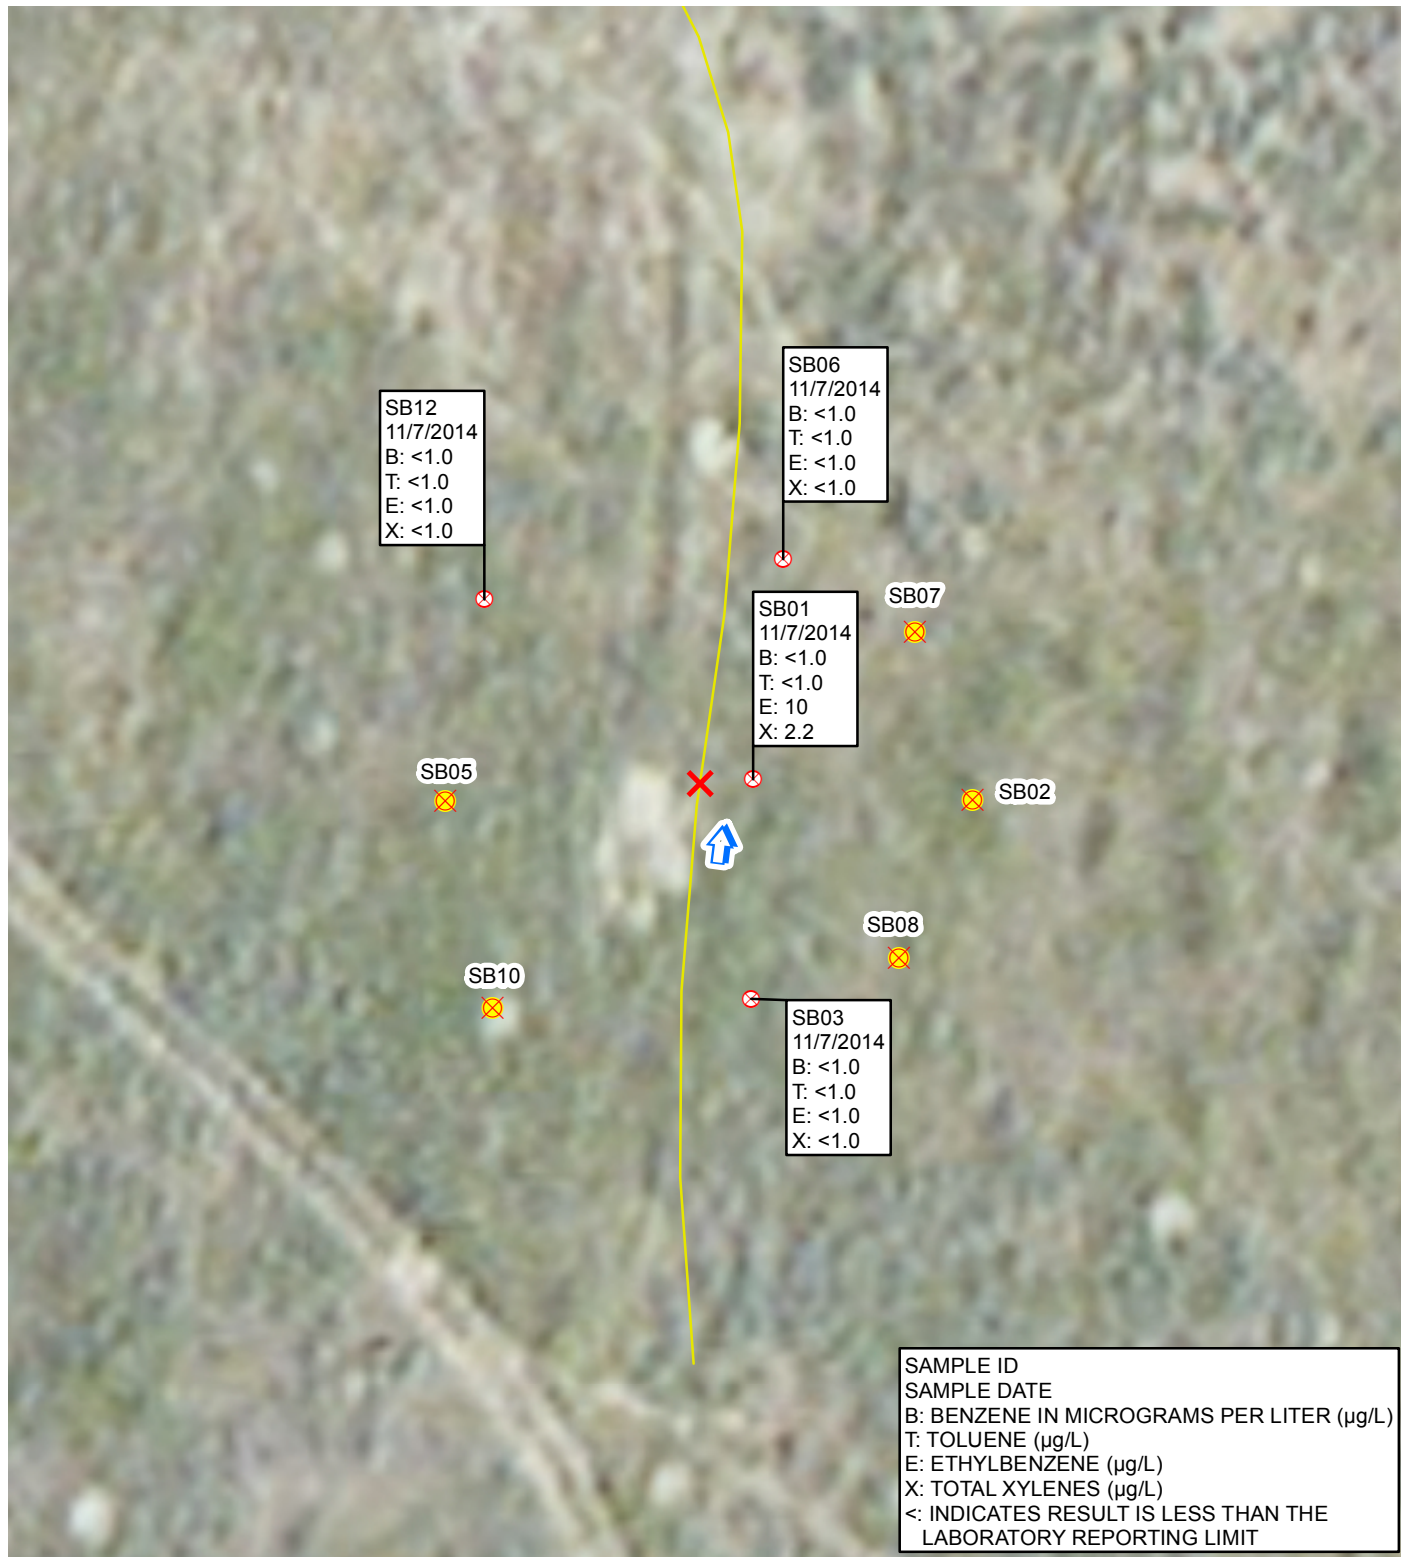 SB06
11/7/2014
B: <1.0
T: <1.0
E: <1.0
X: <1.0
SB12
11/7/2014
B: <1.0
T: <1.0
E: <1.0
X: <1.0
SB07
SB01
11/7/2014
B: <1.0
T: <1.0
E: 10
X: 2.2
SB05
SB02
SB08
SB10
SB03
11/7/2014
B: <1.0
T: <1.0
E: <1.0
X: <1.0
SAMPLE ID
SAMPLE DATE
B: BENZENE IN MICROGRAMS PER LITER (µg/L)
T: TOLUENE (µg/L)
E: ETHYLBENZENE (µg/L)
X: TOTAL XYLENES (µg/L)
<: INDICATES RESULT IS LESS THAN THE
LABORATORY REPORTING LIMIT